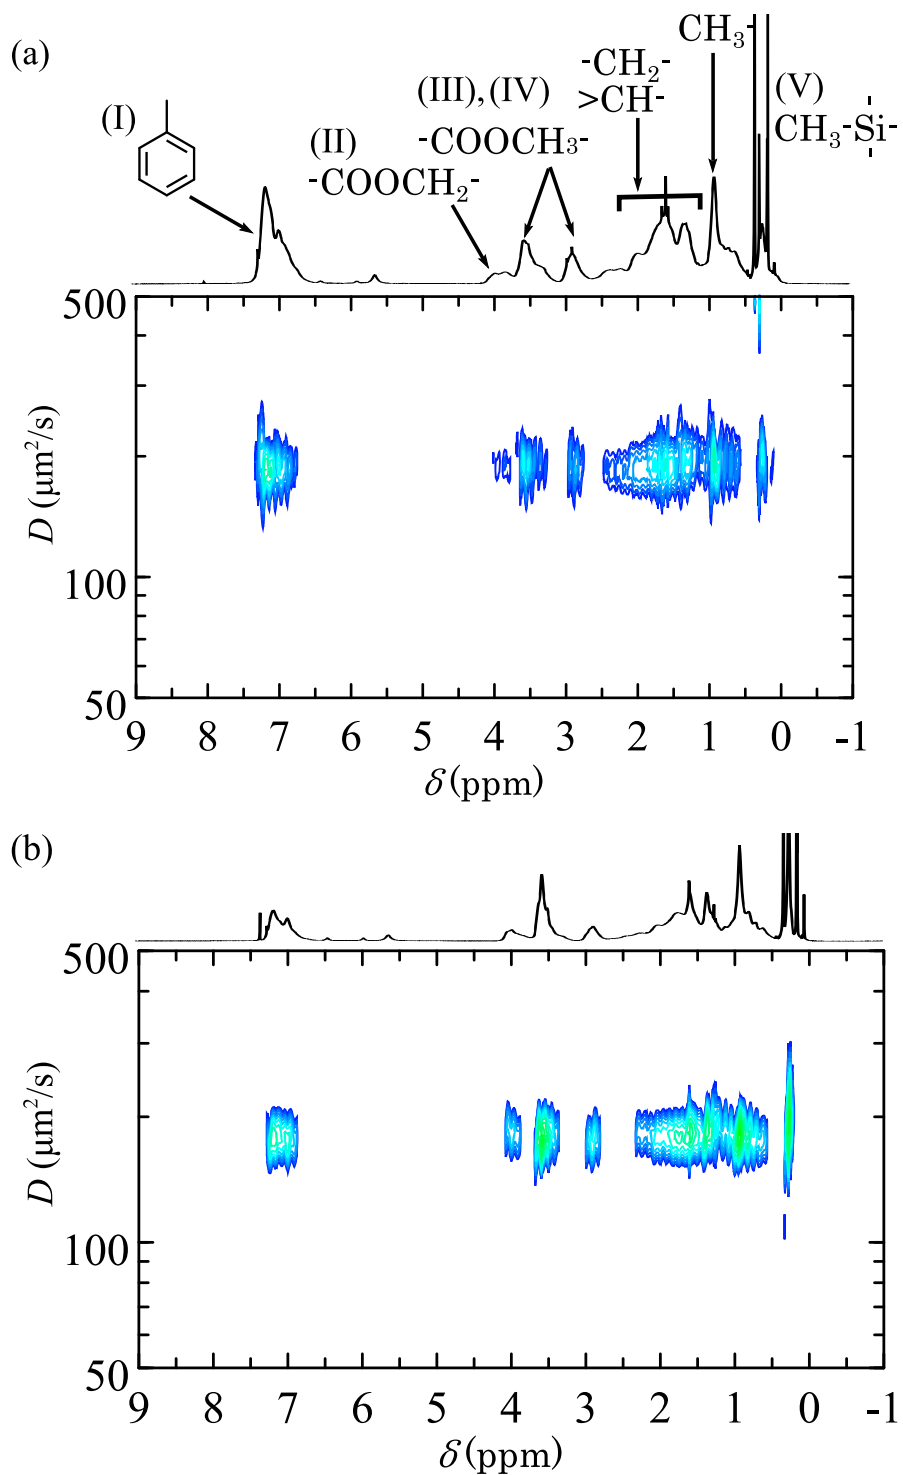 (a)
(I)
(II)
-COOCH2-
(III), (IV)
-COOCH3-
-CH2-
>CH-
CH3-
(V)
CH3-Si-
500
100
50
D (μm²/s)
9 8 7 6 5 4 3 2 1 0 -1
δ (ppm)
(b)
500
100
50
D (μm²/s)
9 8 7 6 5 4 3 2 1 0 -1
δ (ppm)